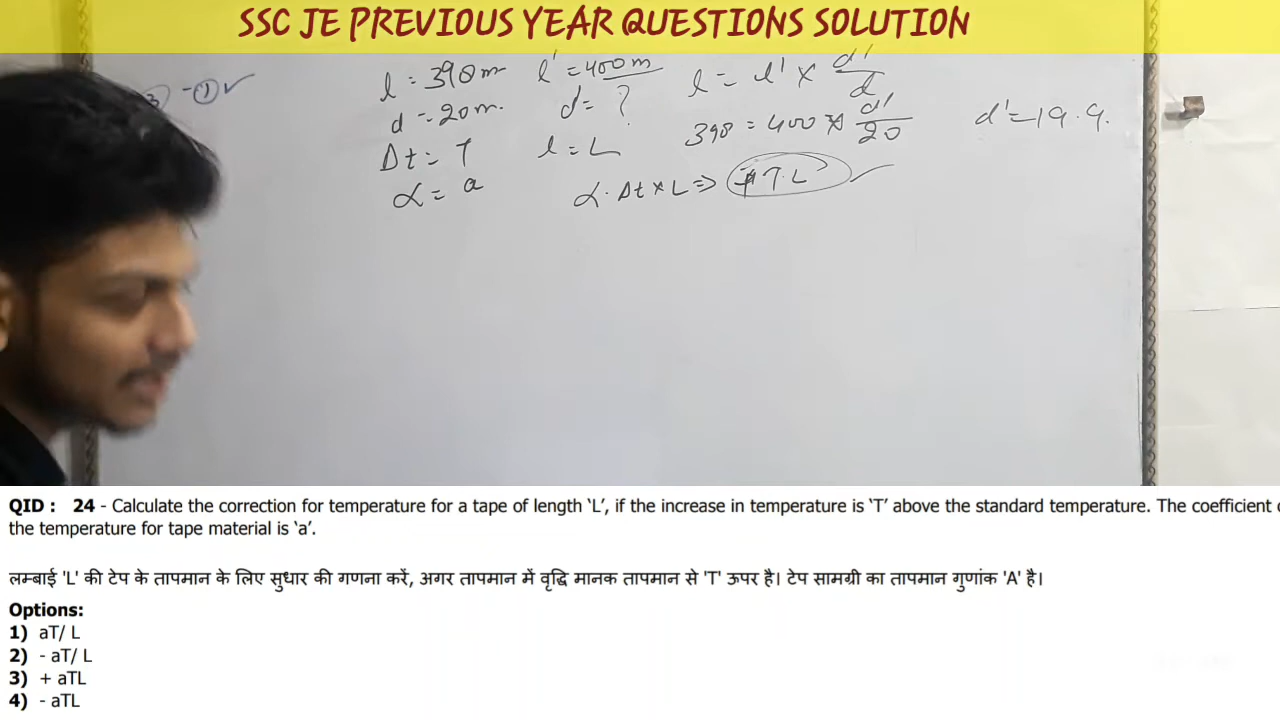 SSC JE PREVIOUS YEAR QUESTIONS SOLUTION
3) - ① ✓
l = 398m l' = 400m l = l' × d'/d
d = 20m. d = ? 398 = 400 × d'/20 d' = 19.9.
Δt = T l = L
α = a α. Δt × L ⇒ T. L ✓
QID : 24 - Calculate the correction for temperature for a tape of length ‘L’, if the increase in temperature is ‘T’ above the standard temperature. The coefficient
the temperature for tape material is ‘a’.
लम्बाई 'L' की टेप के तापमान के लिए सुधार की गणना करें, अगर तापमान में वृद्धि मानक तापमान से 'T' ऊपर है। टेप सामग्री का तापमान गुणांक 'A' है।
Options:
1) aT/ L
2) - aT/ L
3) + aTL
4) - aTL